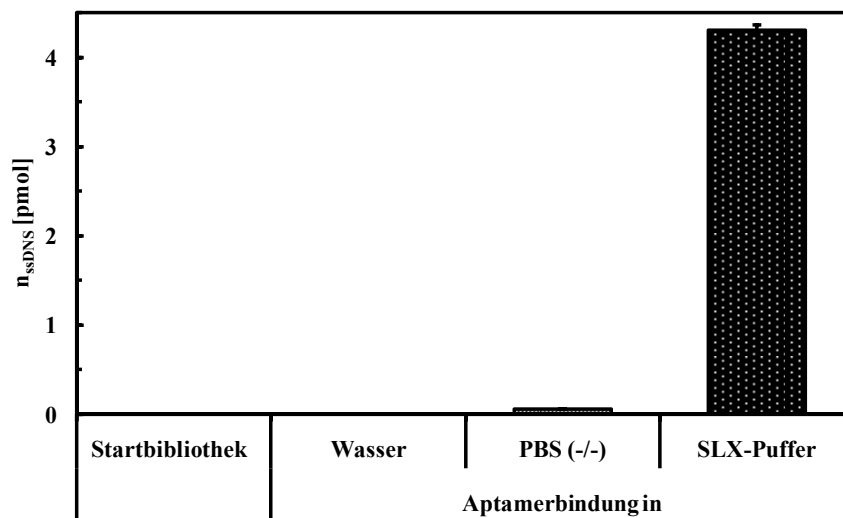 4
3
2
1
0
n_ssDNS [pmol]
Startbibliothek Wasser PBS (-/-) SLX-Puffer
Aptamerbindung in